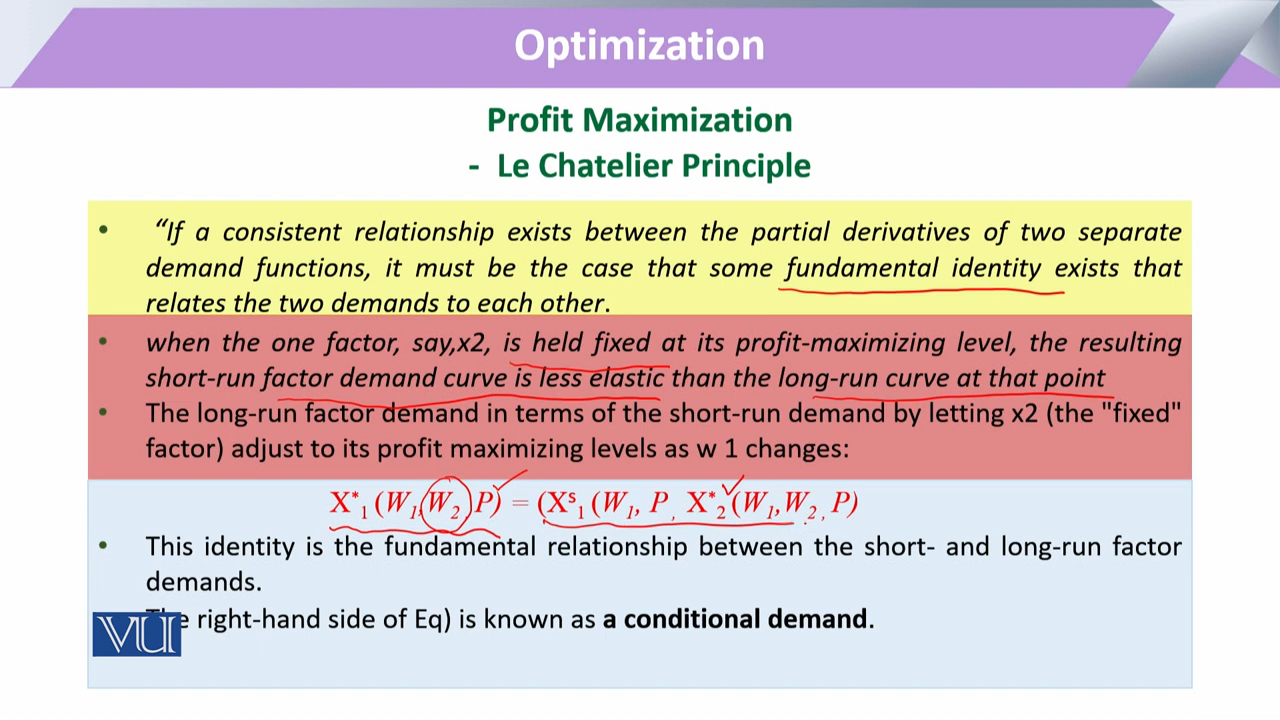 Optimization
Profit Maximization
- Le Chatelier Principle
• “If a consistent relationship exists between the partial derivatives of two separate
demand functions, it must be the case that some fundamental identity exists that
relates the two demands to each other.
• when the one factor, say,x2, is held fixed at its profit-maximizing level, the resulting
short-run factor demand curve is less elastic than the long-run curve at that point
• The long-run factor demand in terms of the short-run demand by letting x2 (the "fixed"
factor) adjust to its profit maximizing levels as w 1 changes:
X*₁ (W₁, W₂, P) = (Xˢ₁ (W₁, P, X*₂ (W₁,W₂, P)
• This identity is the fundamental relationship between the short- and long-run factor
demands.
right-hand side of Eq) is known as a conditional demand.
VU